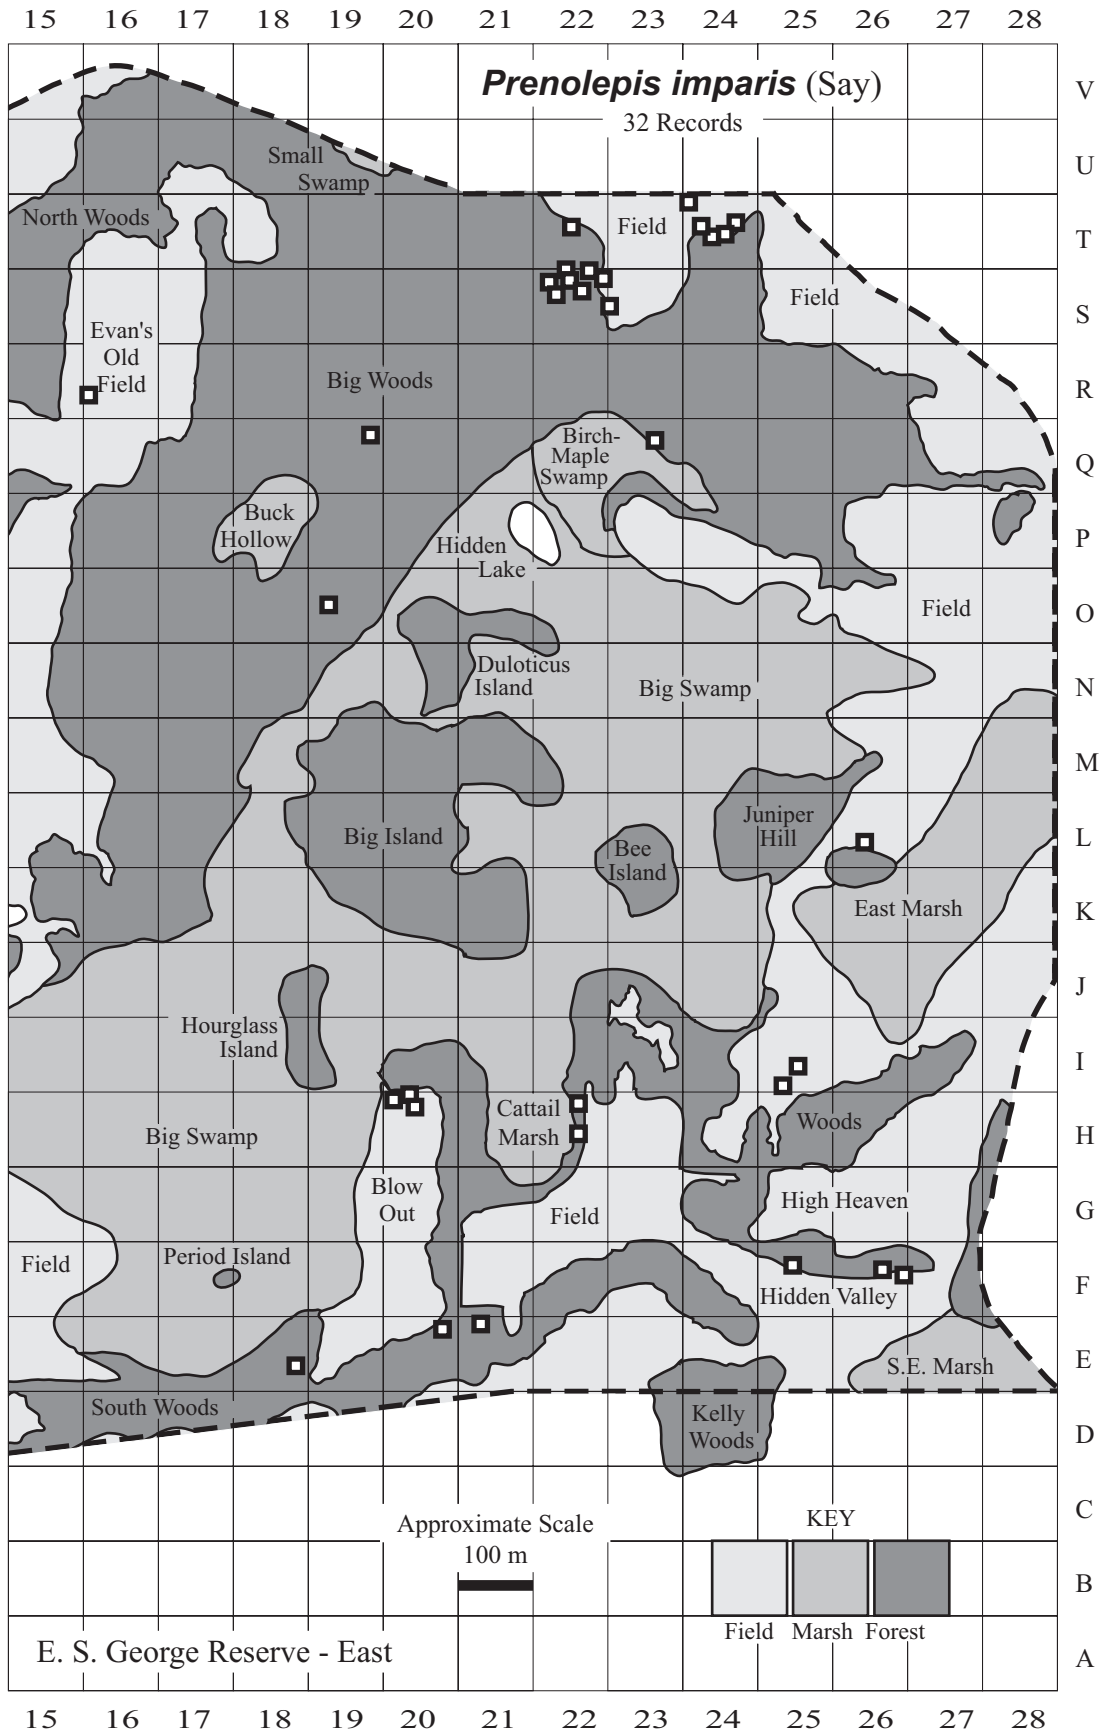 15 16 17 18 19 20 21 22 23 24 25 26 27 28
Prenolepis imparis (Say)
V
32 Records
Small
Swamp
U
North Woods
Field
T
Field
S
Evan's
Old
Field
Big Woods
R
Birch-
Maple
Swamp
Q
Buck
Hollow
Hidden
Lake
P
Field
O
Duloticus
Island
Big Swamp
N
M
Big Island
Bee
Island
Juniper
Hill
L
East Marsh
K
J
Hourglass
Island
I
Big Swamp
Cattail
Marsh
Woods
H
Blow
Out
Field
High Heaven
G
Field
Period Island
Hidden Valley
F
S.E. Marsh
E
South Woods
Kelly
Woods
D
Approximate Scale
100 m
KEY
C
B
Field Marsh Forest
E. S. George Reserve - East
A
15 16 17 18 19 20 21 22 23 24 25 26 27 28